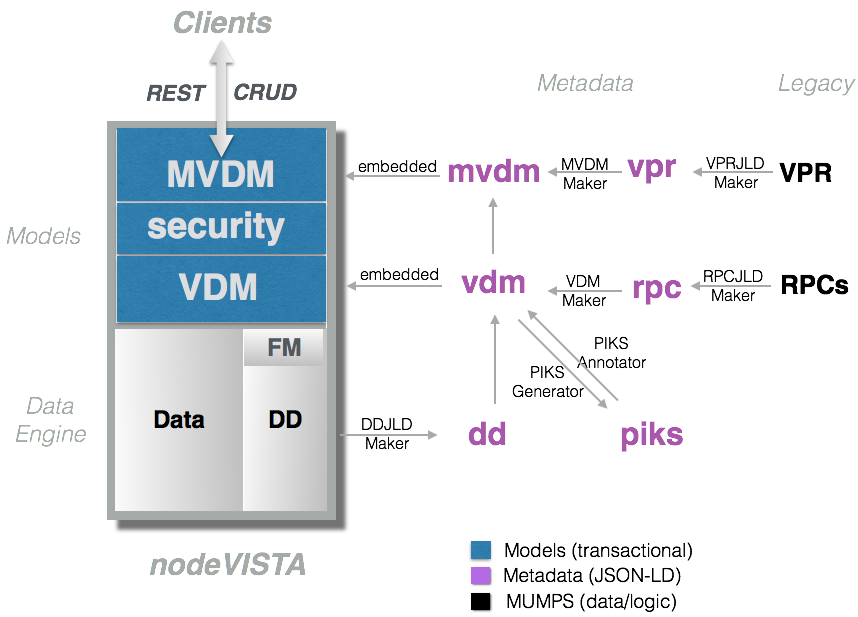 Clients
REST CRUD
Metadata
Legacy
MVDM
embedded
mvdm
MVDM
Maker
vpr
VPRJLD
Maker
VPR
Models
security
VDM
embedded
vdm
VDM
Maker
rpc
RPCJLD
Maker
RPCs
FM
PIKS
Annotator
PIKS
Generator
Data
Engine
Data
DD
DDJLD
Maker
dd
piks
nodeVISTA
Models (transactional)
Metadata (JSON-LD)
MUMPS (data/logic)